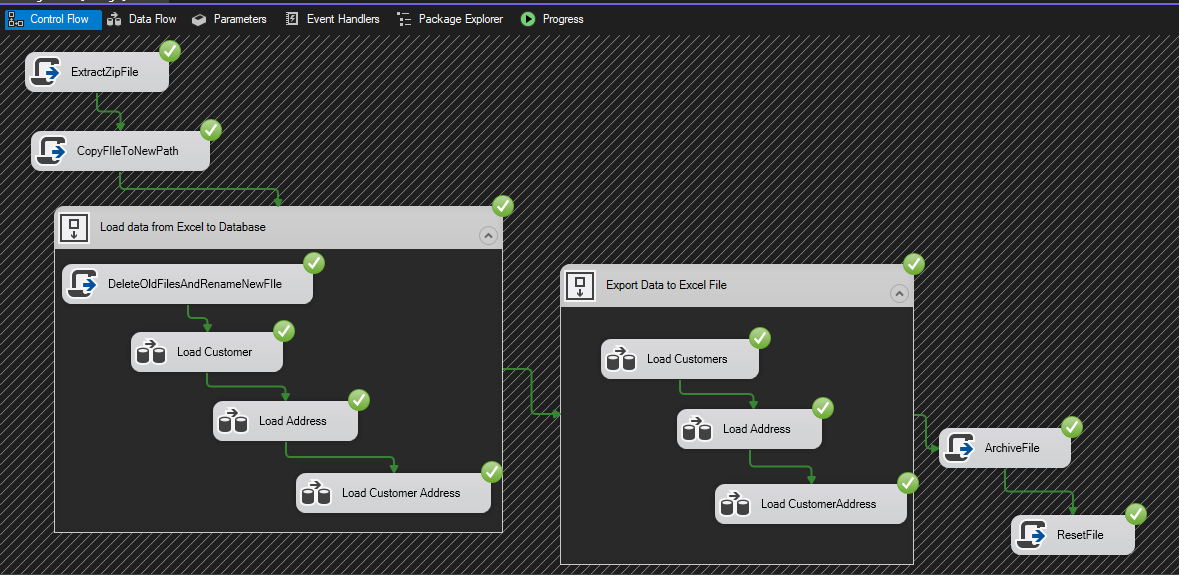 Control Flow
Data Flow
Parameters
Event Handlers
Package Explorer
Progress
ExtractZipFile
CopyFIleToNewPath
Load data from Excel to Database
DeleteOldFilesAndRenameNewFIle
Load Customer
Load Address
Load Customer Address
Export Data to Excel File
Load Customers
Load Address
Load CustomerAddress
ArchiveFile
ResetFile